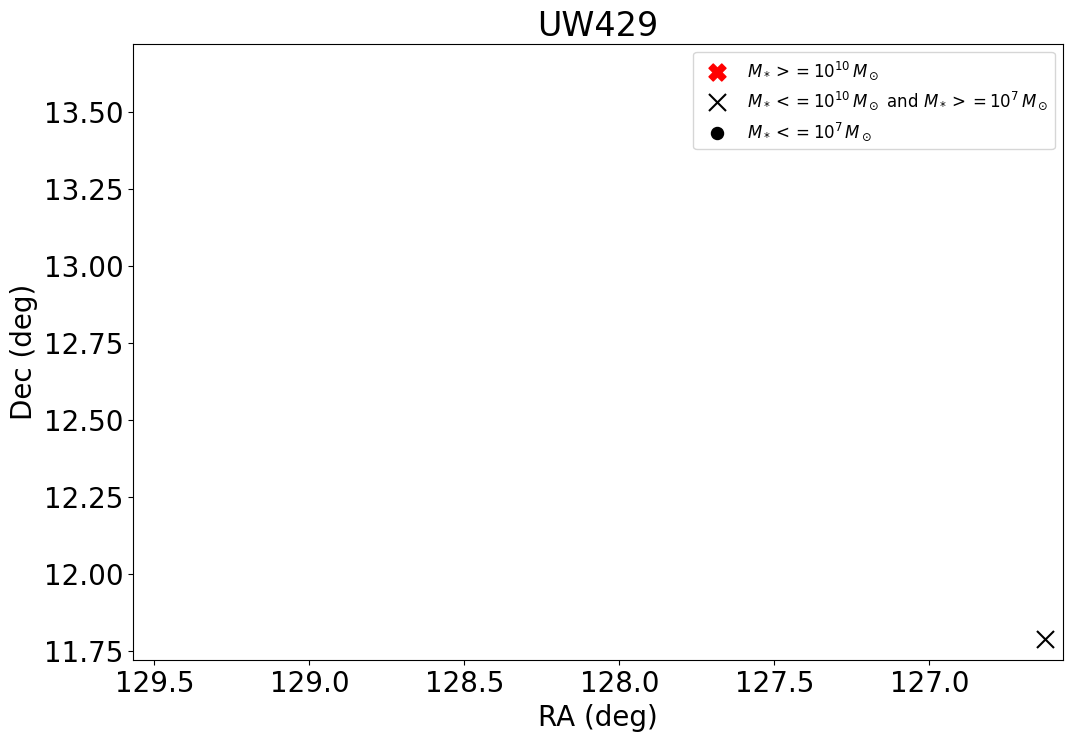 UW429
M* >= 10^10 M⊙
M* <= 10^10 M⊙ and M* >= 10^7 M⊙
M* <= 10^7 M⊙
13.50
13.25
13.00
12.75
12.50
12.25
12.00
11.75
Dec (deg)
129.5 129.0 128.5 128.0 127.5 127.0
RA (deg)